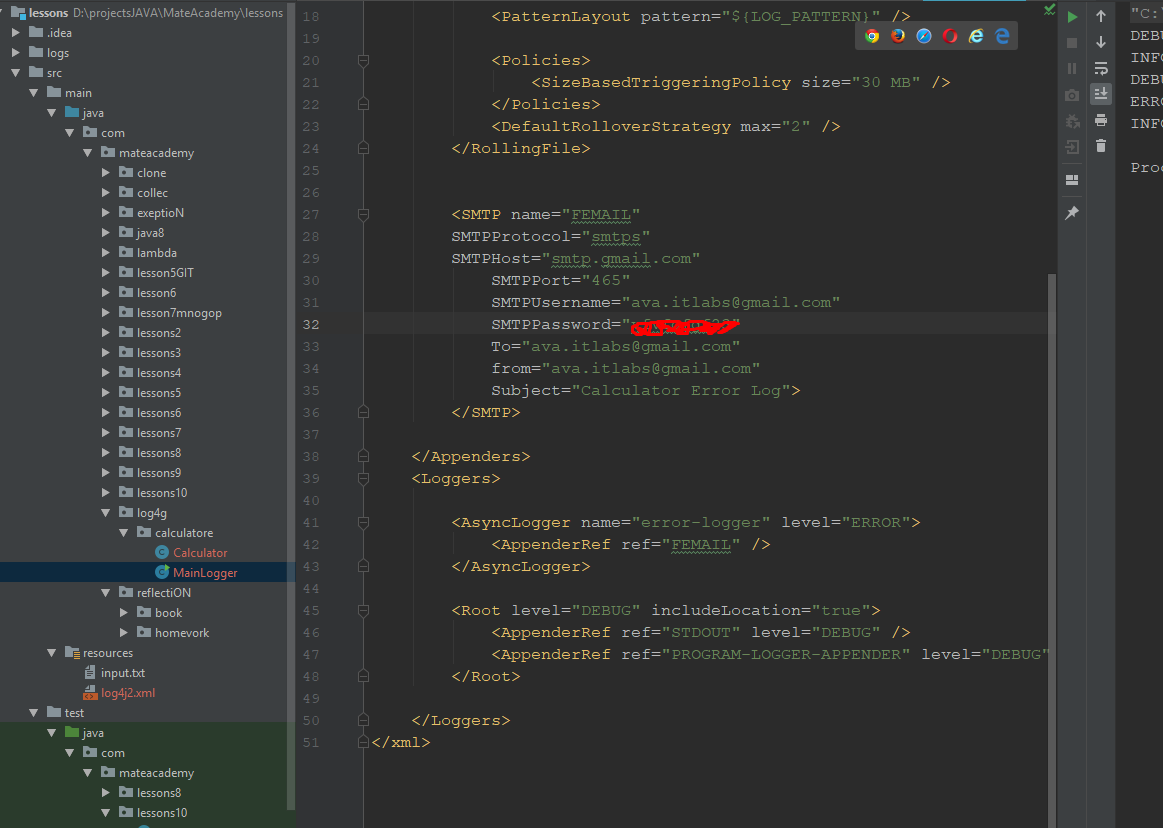 lessons D:\projectsJAVA\MateAcademy\lessons
.idea
logs
src
main
java
com
mateacademy
clone
collec
exeptioN
java8
lambda
lesson5GIT
lesson6
lesson7mnogop
lessons2
lessons3
lessons4
lessons5
lessons6
lessons7
lessons8
lessons9
lessons10
log4g
calculatore
Calculator
MainLogger
reflectiON
book
homevork
resources
input.txt
log4j2.xml
test
java
com
mateacademy
lessons8
lessons10
18 <PatternLayout pattern="${LOG_PATTERN}" />
19
20 <Policies>
21 <SizeBasedTriggeringPolicy size="30 MB" />
22 </Policies>
23 <DefaultRolloverStrategy max="2" />
24 </RollingFile>
25
26
27 <SMTP name="FEMAIL"
28 SMTPProtocol="smtps"
29 SMTPHost="smtp.gmail.com"
30 SMTPPort="465"
31 SMTPUsername="ava.itlabs@gmail.com"
32 SMTPPassword="
33 To="ava.itlabs@gmail.com"
34 from="ava.itlabs@gmail.com"
35 Subject="Calculator Error Log">
36 </SMTP>
37
38 </Appenders>
39 <Loggers>
40
41 <AsyncLogger name="error-logger" level="ERROR">
42 <AppenderRef ref="FEMAIL" />
43 </AsyncLogger>
44
45 <Root level="DEBUG" includeLocation="true">
46 <AppenderRef ref="STDOUT" level="DEBUG" />
47 <AppenderRef ref="PROGRAM-LOGGER-APPENDER" level="DEBUG"
48 </Root>
49
50 </Loggers>
51 </xml>
"C:
DEBU
INFO
DEBU
ERRO
INFO
Proc